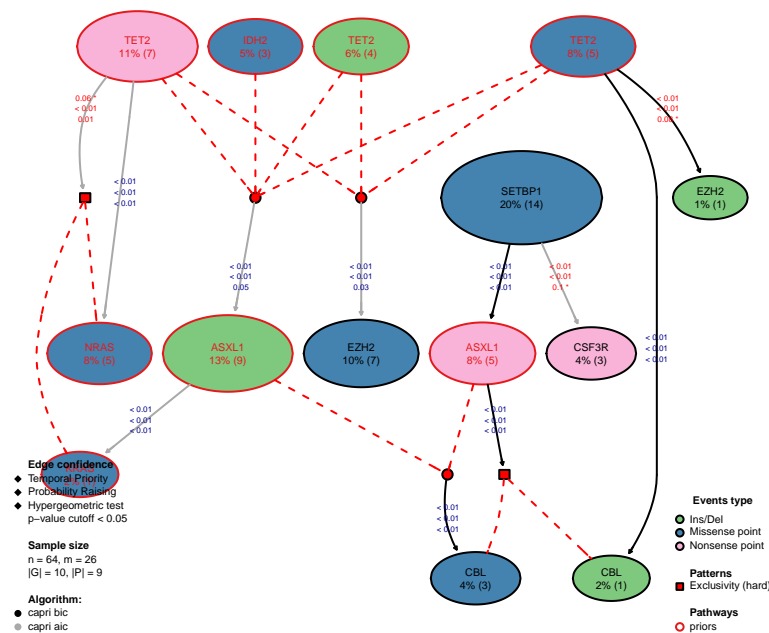 TET2
11% (7)
IDH2
5% (3)
TET2
6% (4)
TET2
8% (5)
0.06 *
< 0.01
0.01
< 0.01
< 0.01
0.08 *
< 0.01
< 0.01
< 0.01
SETBP1
20% (14)
EZH2
1% (1)
< 0.01
< 0.01
0.05
< 0.01
< 0.01
0.03
< 0.01
< 0.01
< 0.01
< 0.01
< 0.01
0.1 *
NRAS
8% (5)
ASXL1
13% (9)
EZH2
10% (7)
ASXL1
8% (5)
CSF3R
4% (3)
< 0.01
< 0.01
< 0.01
< 0.01
< 0.01
< 0.01
< 0.01
< 0.01
< 0.01
Edge confidence
Temporal Priority
Probability Raising
Hypergeometric test
p−value cutoff < 0.05
Sample size
n = 64, m = 26
|G| = 10, |P| = 9
Algorithm:
capri bic
capri aic
< 0.01
< 0.01
< 0.01
CBL
4% (3)
CBL
2% (1)
Events type
Ins/Del
Missense point
Nonsense point
Patterns
Exclusivity (hard)
Pathways
priors